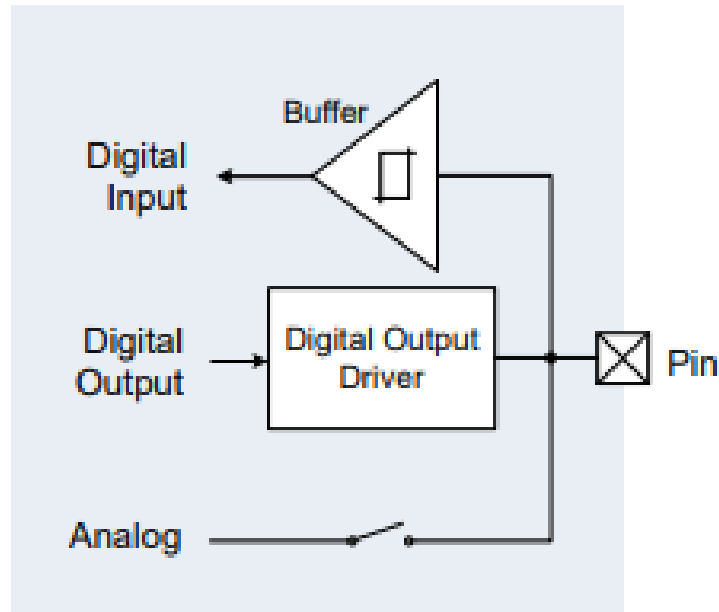 Buffer
Digital
Input
Digital
Output
Digital Output
Driver
Pin
Analog